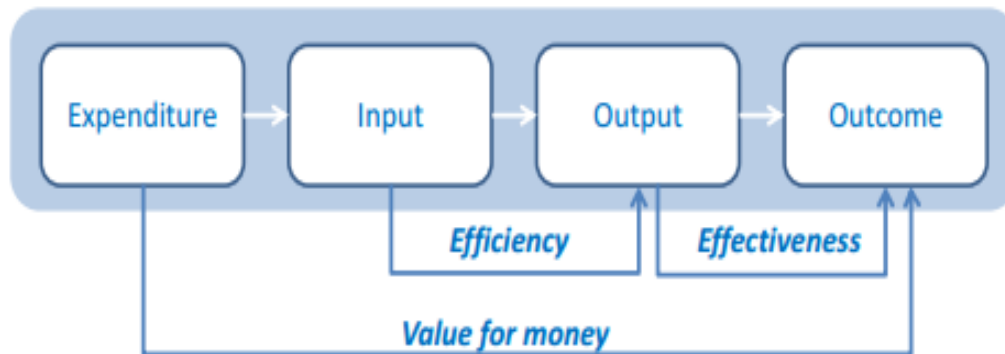 Expenditure
Input
Output
Outcome
Efficiency
Effectiveness
Value for money